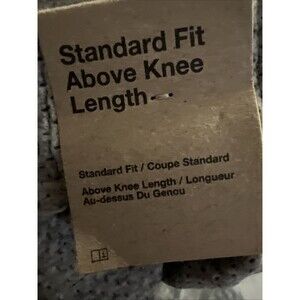 Standard Fit
Above Knee
Length
Standard Fit / Coupe Standard
Above Knee Length / Longueur
Au-dessus Du Genou